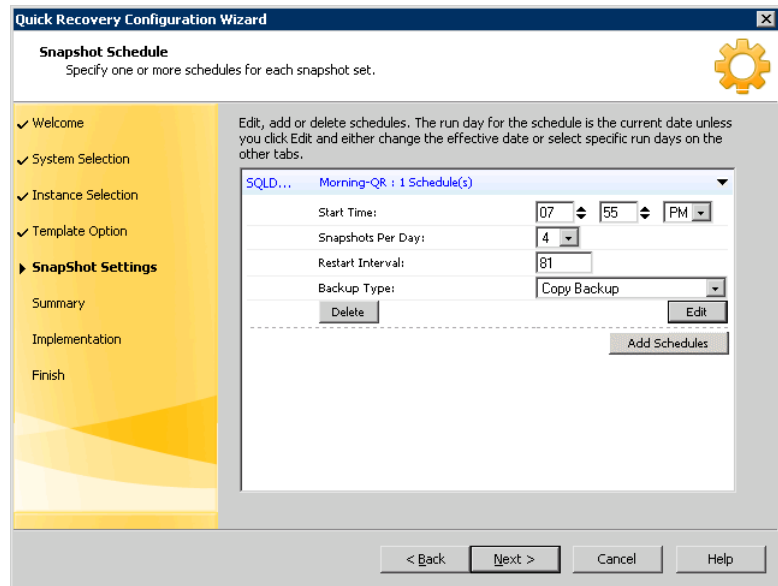 Quick Recovery Configuration Wizard
Snapshot Schedule
Specify one or more schedules for each snapshot set.
Welcome
System Selection
Instance Selection
Template Option
SnapShot Settings
Summary
Implementation
Finish
Edit, add or delete schedules. The run day for the schedule is the current date unless
you click Edit and either change the effective date or select specific run days on the
other tabs.
SQLD... Morning-QR : 1 Schedule(s)
Start Time: 07 55 PM
Snapshots Per Day: 4
Restart Interval: 81
Backup Type: Copy Backup
Delete Edit
Add Schedules
< Back Next > Cancel Help